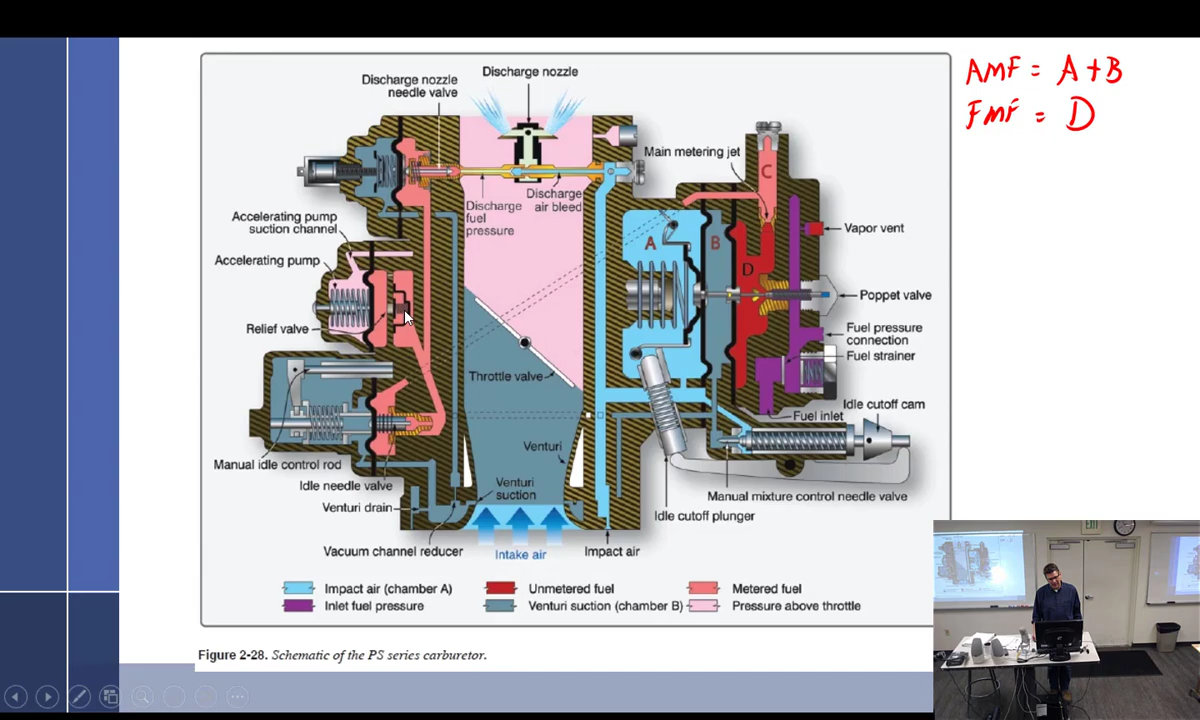 Discharge nozzle
Discharge nozzle
needle valve
AMF = A+B
FMF = D
Main metering jet
C
Discharge
fuel
pressure
Discharge
air bleed
Accelerating pump
suction channel
Accelerating pump
Relief valve
A
B
D
Vapor vent
Poppet valve
Fuel pressure
connection
Fuel strainer
Throttle valve
Idle cutoff cam
Fuel inlet
Manual idle control rod
Idle needle valve
Venturi
Venturi
suction
Venturi drain
Manual mixture control needle valve
Idle cutoff plunger
Vacuum channel reducer
Intake air
Impact air
Impact air (chamber A)
Unmetered fuel
Metered fuel
Inlet fuel pressure
Venturi suction (chamber B)
Pressure above throttle
Figure 2-28. Schematic of the PS series carburetor.
EXIT